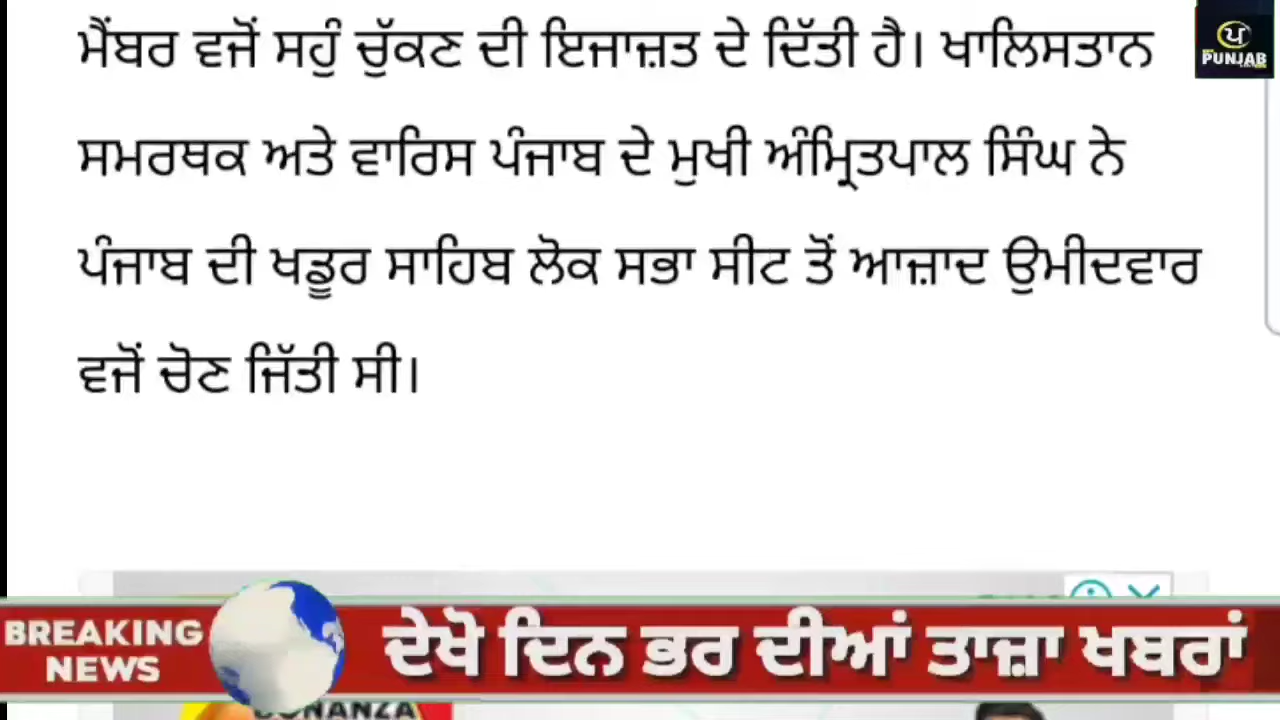 ਮੈਂਬਰ ਵਜੋਂ ਸਹੁੰ ਚੁੱਕਣ ਦੀ ਇਜਾਜ਼ਤ ਦੇ ਦਿੱਤੀ ਹੈ। ਖਾਲਿਸਤਾਨ
ਪ
PUNJAB
ਸਮਰਥਕ ਅਤੇ ਵਾਰਿਸ ਪੰਜਾਬ ਦੇ ਮੁਖੀ ਅੰਮ੍ਰਿਤਪਾਲ ਸਿੰਘ ਨੇ
ਪੰਜਾਬ ਦੀ ਖਡੂਰ ਸਾਹਿਬ ਲੋਕ ਸਭਾ ਸੀਟ ਤੋਂ ਆਜ਼ਾਦ ਉਮੀਦਵਾਰ
ਵਜੋਂ ਚੋਣ ਜਿੱਤੀ ਸੀ।
BREAKING
NEWS
ਦੇਖੋ ਦਿਨ ਭਰ ਦੀਆਂ ਤਾਜ਼ਾ ਖਬਰਾਂ
BONANZA